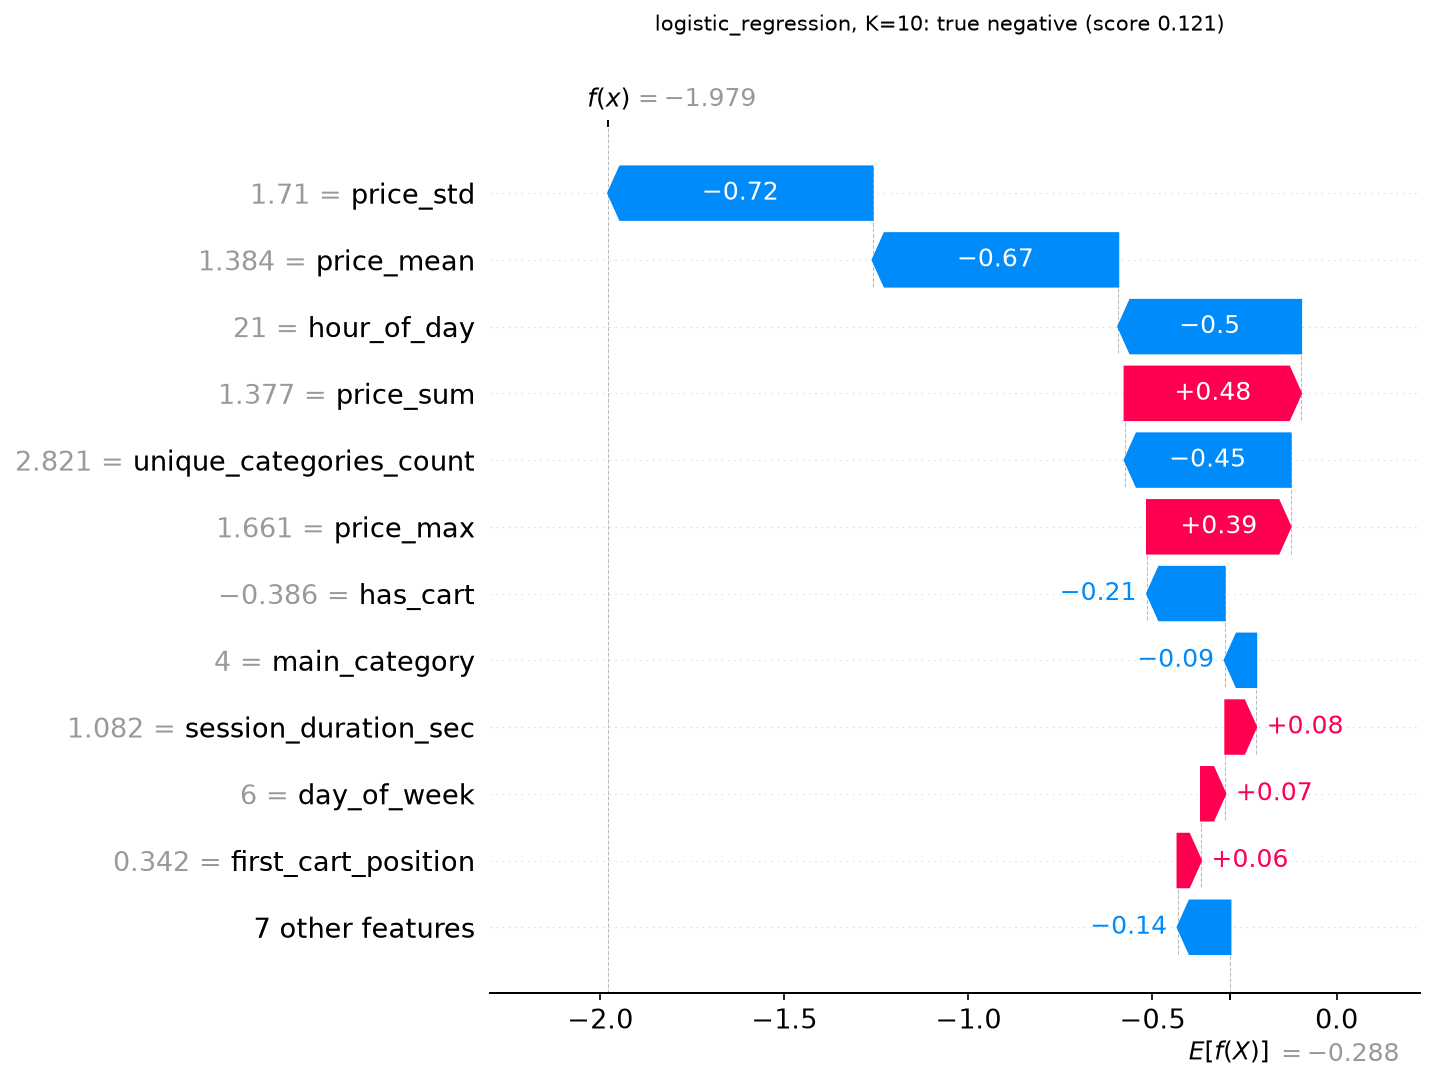 logistic_regression, K=10: true negative (score 0.121)
f(x) = −1.979
1.71 = price_std −0.72
1.384 = price_mean −0.67
21 = hour_of_day −0.5
1.377 = price_sum +0.48
2.821 = unique_categories_count −0.45
1.661 = price_max +0.39
−0.386 = has_cart −0.21
4 = main_category −0.09
1.082 = session_duration_sec +0.08
6 = day_of_week +0.07
0.342 = first_cart_position +0.06
7 other features −0.14
−2.0 −1.5 −1.0 −0.5 0.0
E[f(X)] = −0.288